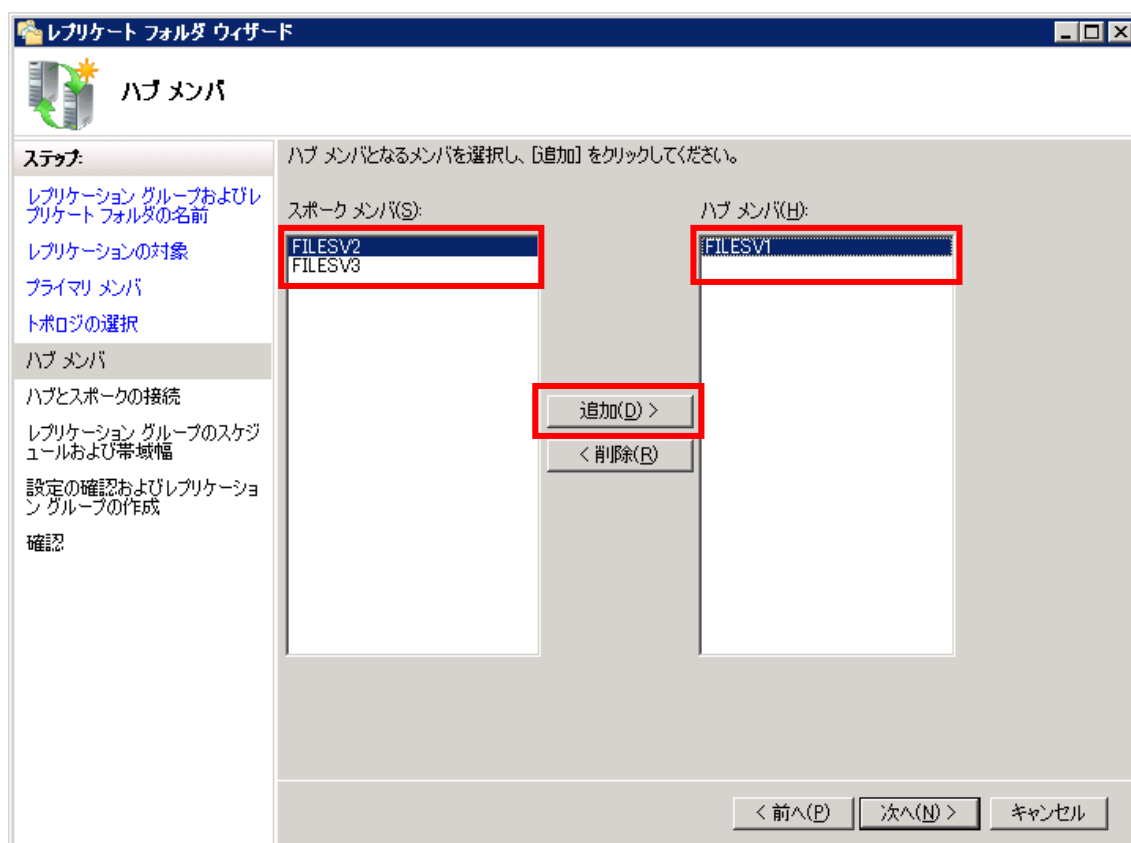 レプリケート フォルダ ウィザード
ハブ メンバ
ステップ:
レプリケーション グループおよびレ
プリケート フォルダの名前
レプリケーションの対象
プライマリ メンバ
トポロジの選択
ハブ メンバ
ハブとスポークの接続
レプリケーション グループのスケジ
ュールおよび帯域幅
設定の確認およびレプリケーショ
ン グループの作成
確認
ハブ メンバとなるメンバを選択し、[追加] をクリックしてください。
スポーク メンバ(S):
FILESV2
FILESV3
追加(D) >
< 削除(R)
ハブ メンバ(H):
FILESV1
< 前へ(P)
次へ(N) >
キャンセル